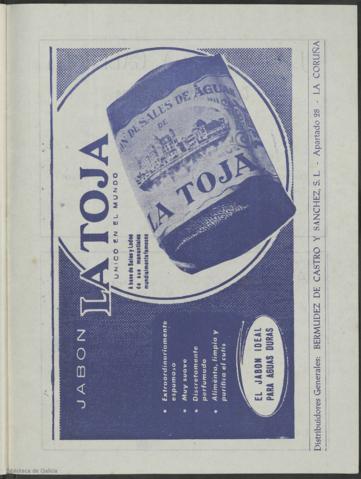 JABON
LA TOJA
UNICO EN EL MUNDO
A base de Sales y Lodos
de sus manantiales
mundialmente famosos
N DE SALES DE AGUAS
DE
LA TOJA
• Extraordinariamente
espumoso
• Muy suave
• Discretamente
perfumado
• Alimenta, limpia y
purifica el cutis
EL JABON IDEAL
PARA AGUAS DURAS
Distribuidores Generales: BERMUDEZ DE CASTRO Y SANCHEZ, S. L. - Apartado 28 - LA CORUÑA
Biblioteca de Galicia